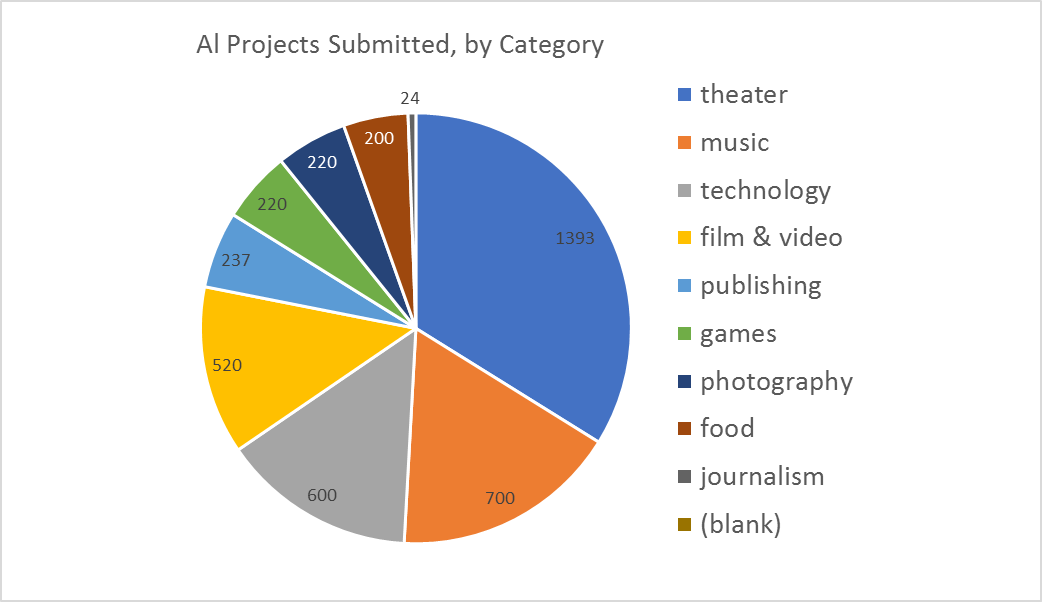 Al Projects Submitted, by Category
24
200
220
220
237
520
600
700
1393
theater
music
technology
film & video
publishing
games
photography
food
journalism
(blank)